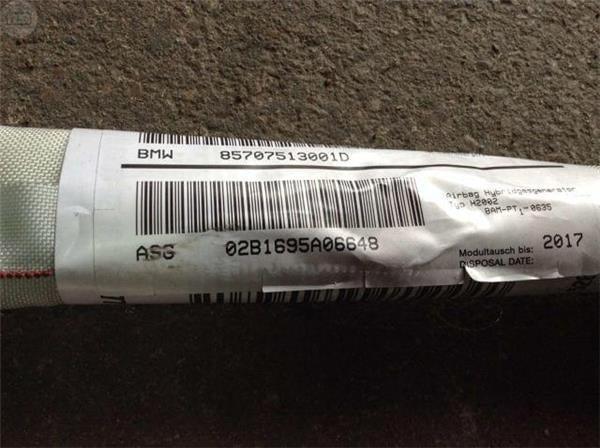 BMW 85707513001D
Airbag Hybridgasgenerator
Typ H2002
BAM-PT1-0635
ASG 02B1695A06648
Modultausch bis: 2017
DISPOSAL DATE: